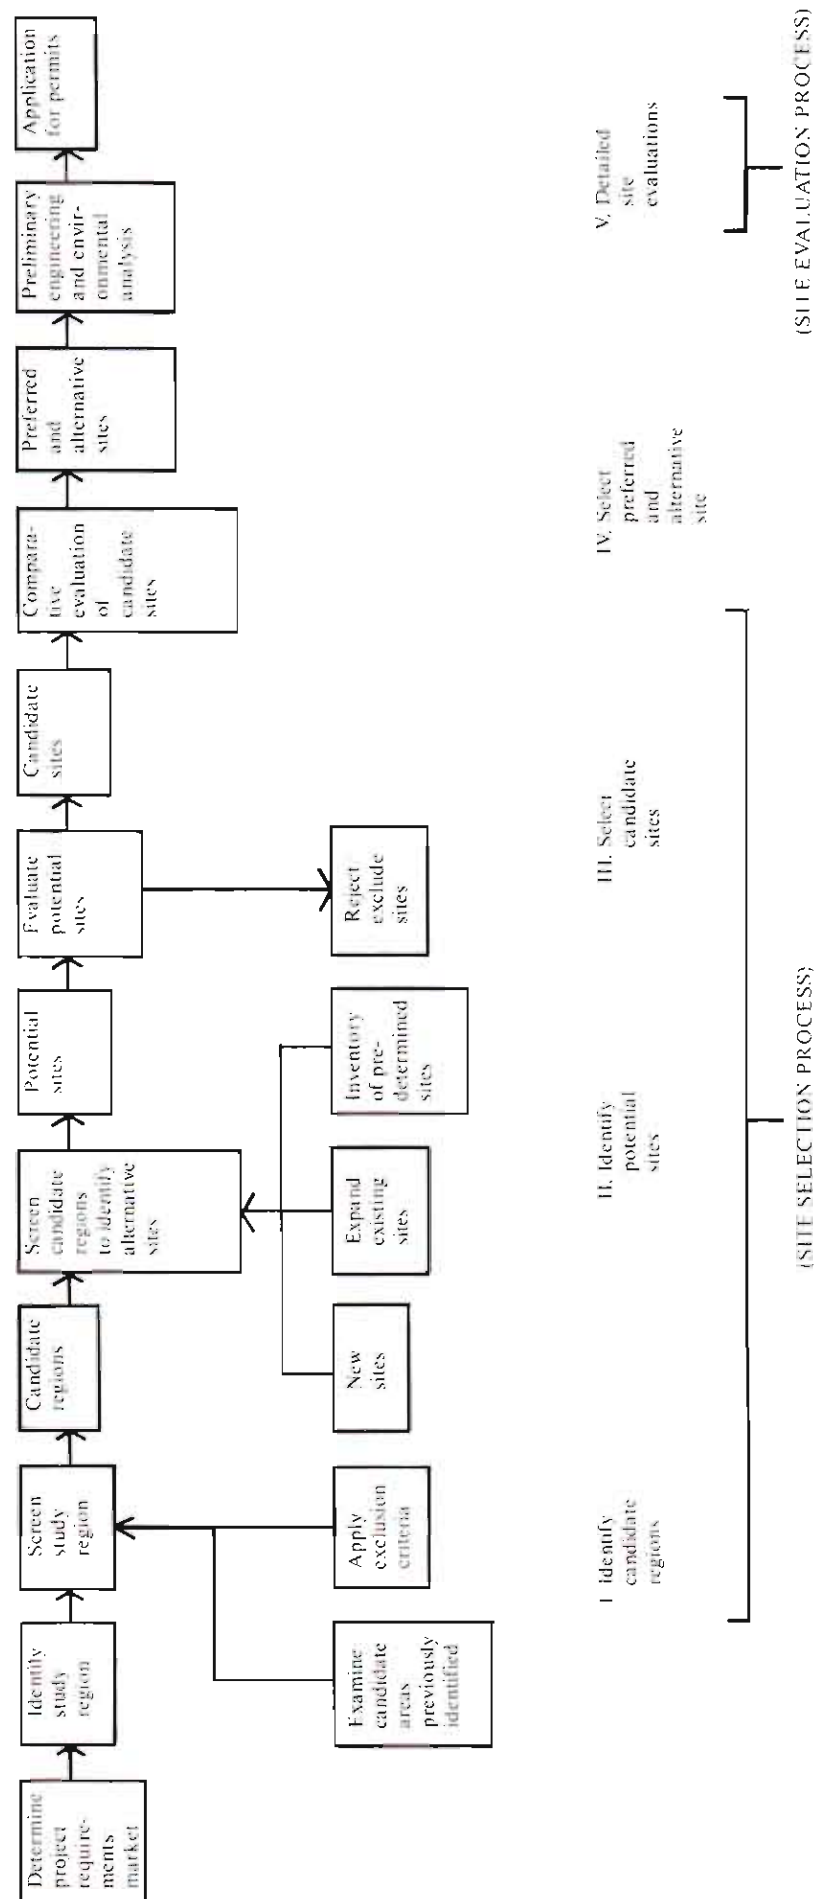 Determine
project
require-
ments
market
Identify
study
region
Screen
study
region
Candidate
regions
Screen
candidate
regions
to identify
alternative
sites
Potential
sites
Evaluate
potential
sites
Candidate
sites
Compara-
tive
evaluation
of
candidate
sites
Preferred
and
alternative
sites
Preliminary
engineering
and envir-
onmental
analysis
Application
for permits
Examine
candidate
areas
previously
identified
Apply
exclusion
criteria
New
sites
Expand
existing
sites
Inventory
of pre-
determined
sites
Reject
exclude
sites
I Identify
candidate
regions
II. Identify
potential
sites
III. Select
candidate
sites
IV. Select
preferred
and
alternative
site
V. Detailed
site
evaluations
(SITE SELECTION PROCESS)
(SITE EVALUATION PROCESS)